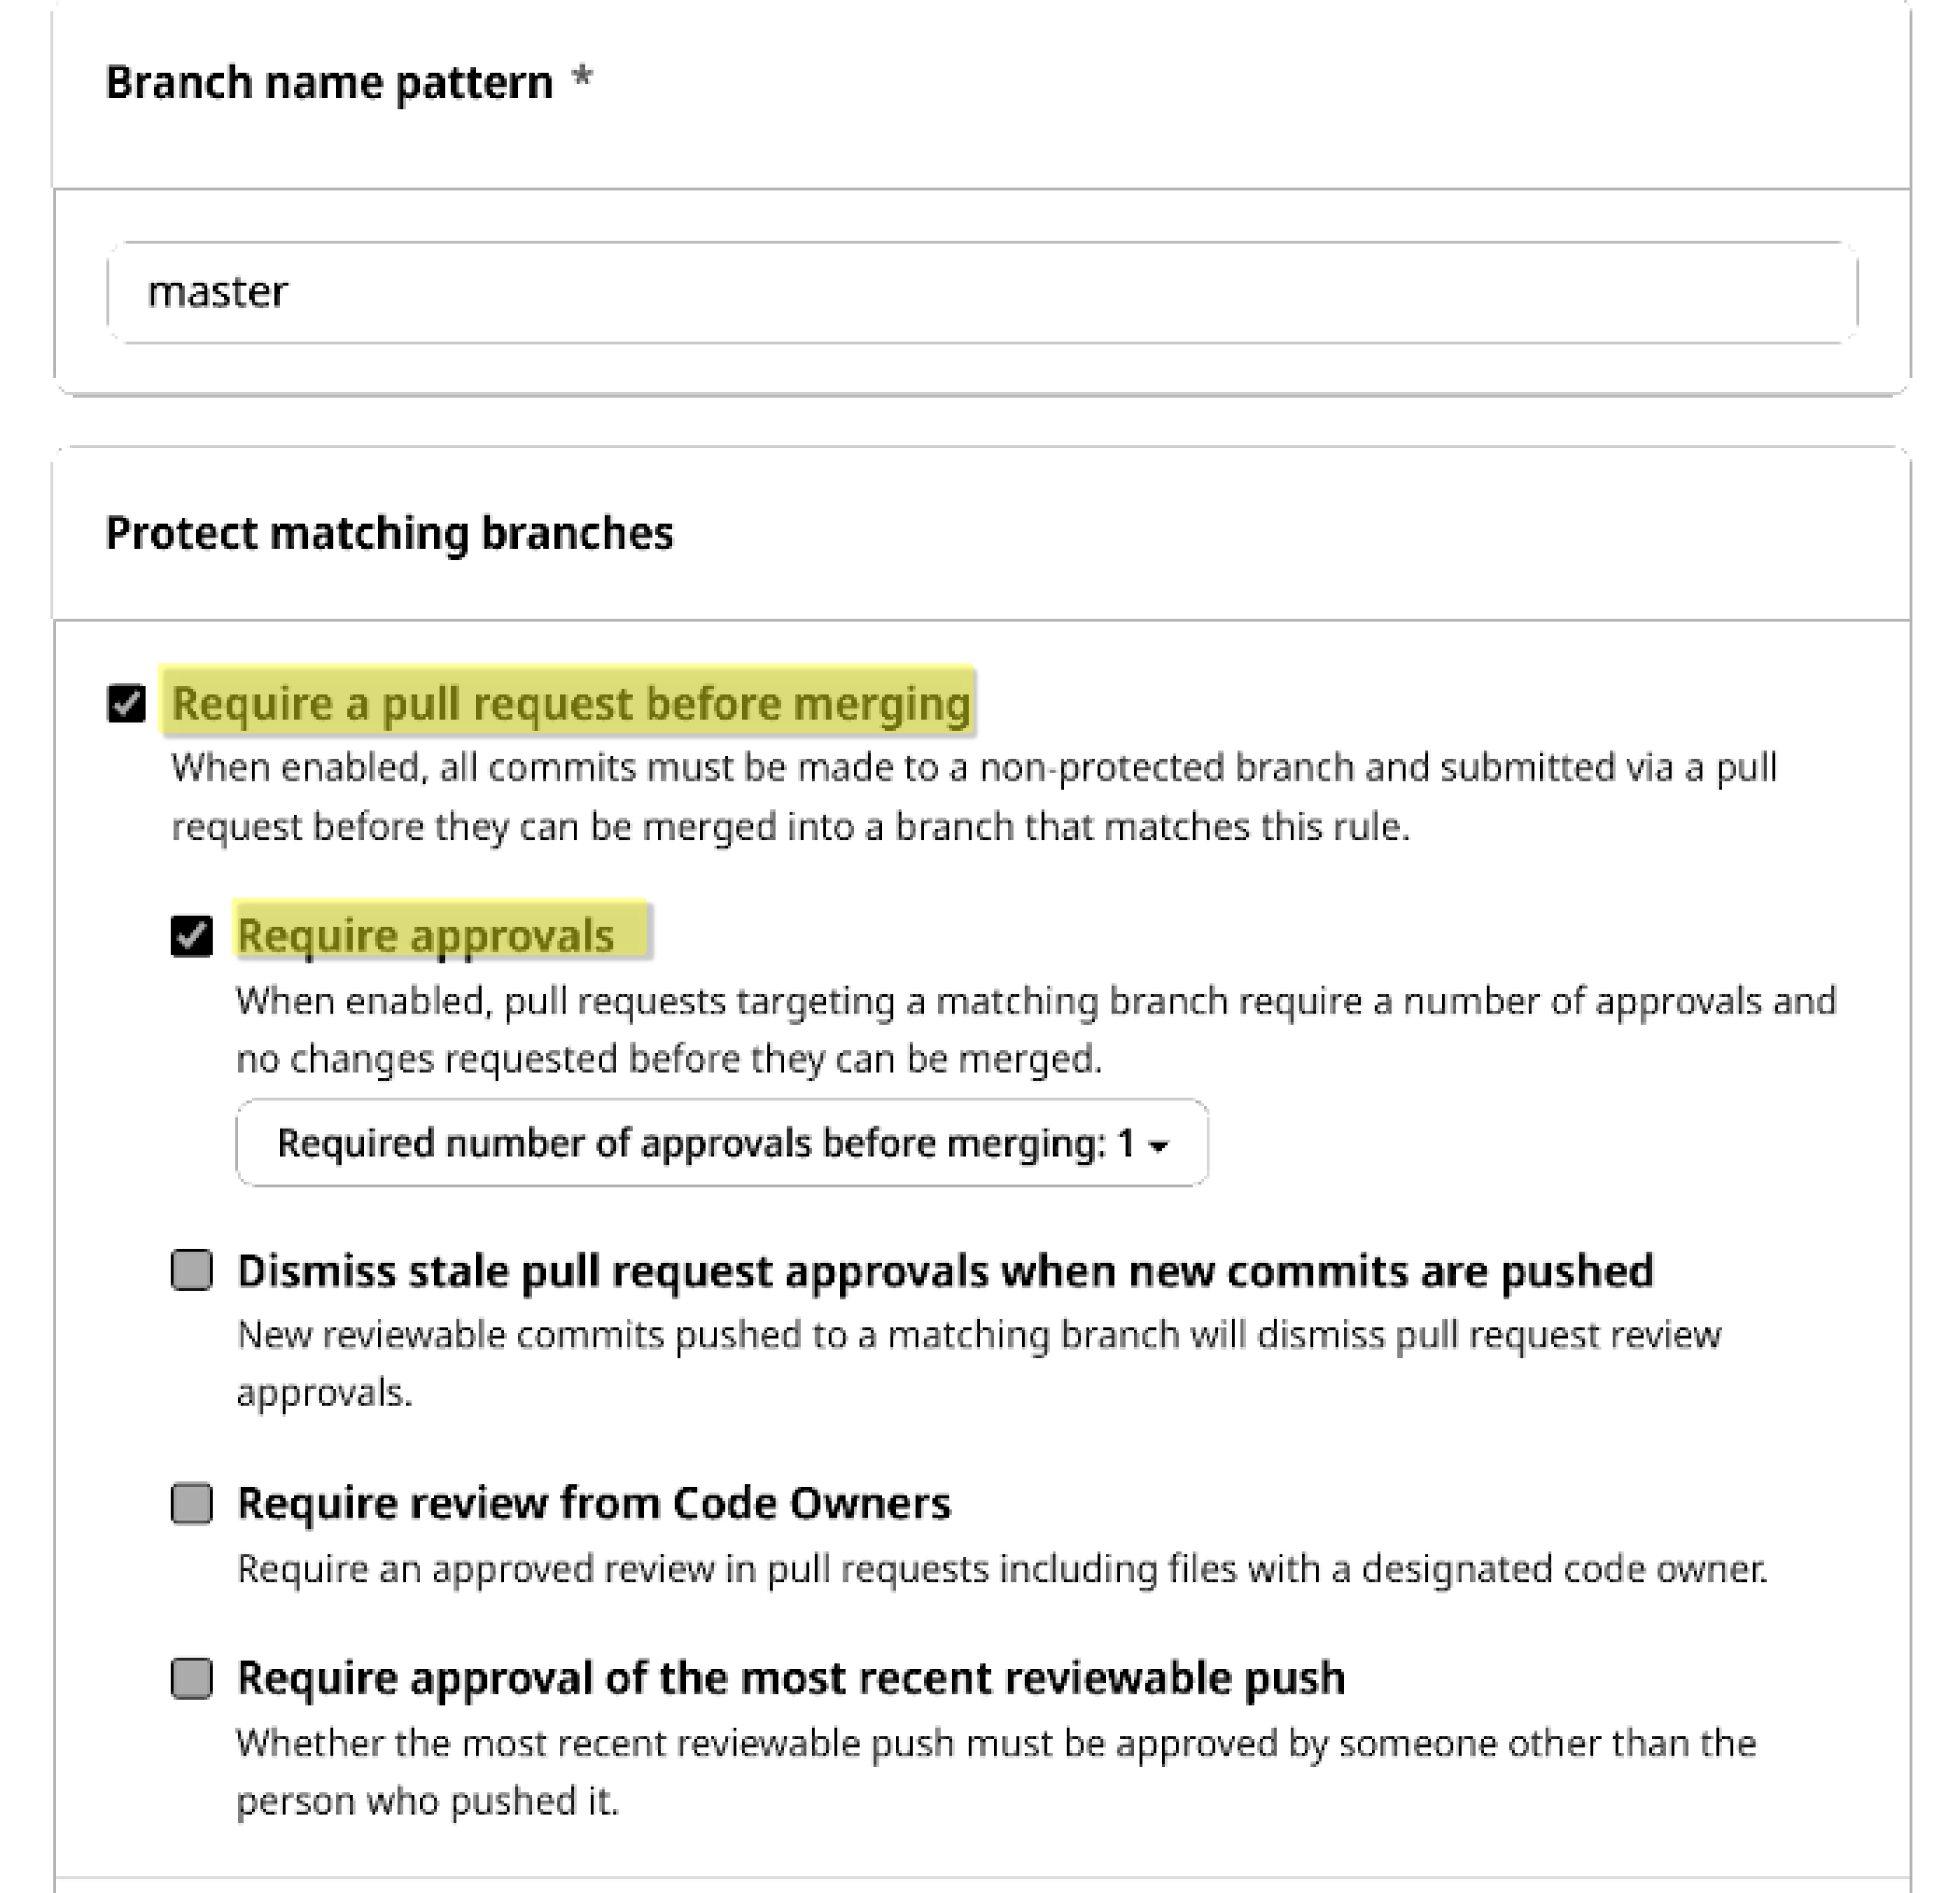 Branch name pattern *
master
Protect matching branches
Require a pull request before merging
When enabled, all commits must be made to a non-protected branch and submitted via a pull
request before they can be merged into a branch that matches this rule.
Require approvals
When enabled, pull requests targeting a matching branch require a number of approvals and
no changes requested before they can be merged.
Required number of approvals before merging: 1
Dismiss stale pull request approvals when new commits are pushed
New reviewable commits pushed to a matching branch will dismiss pull request review
approvals.
Require review from Code Owners
Require an approved review in pull requests including files with a designated code owner.
Require approval of the most recent reviewable push
Whether the most recent reviewable push must be approved by someone other than the
person who pushed it.